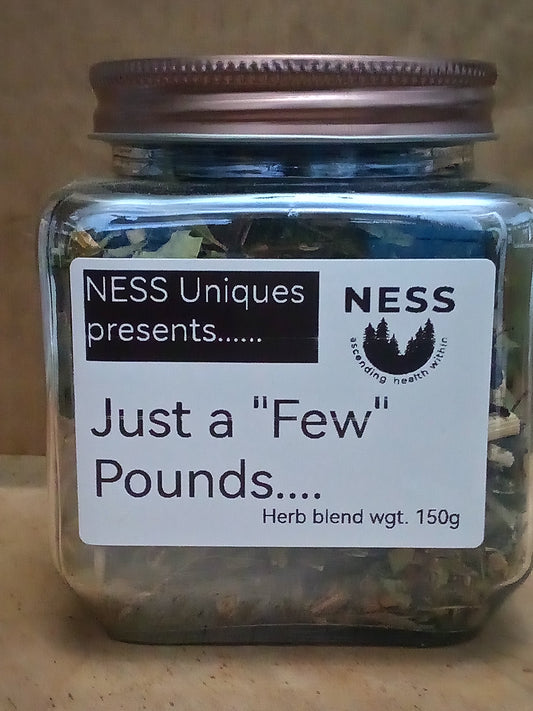 NESS Uniques
presents......
NESS
ascending health within
Just a "Few"
Pounds....
Herb blend wgt. 150g